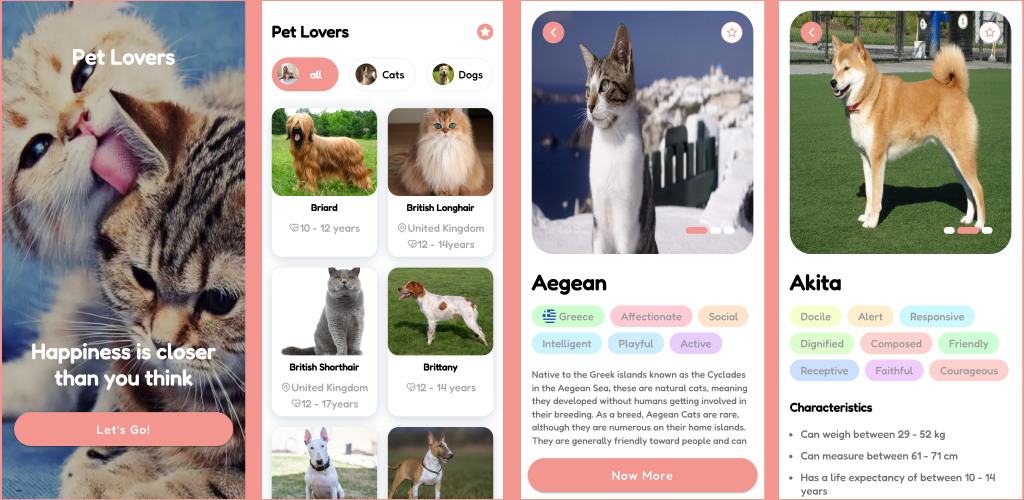 Pet Lovers
Happiness is closer
than you think
Let's Go!
Pet Lovers
all
Cats
Dogs
Briard
10 - 12 years
British Longhair
United Kingdom
12 - 14years
British Shorthair
United Kingdom
12 - 17years
Brittany
12 - 14 years
Aegean
Greece
Affectionate
Social
Intelligent
Playful
Active
Native to the Greek islands known as the Cyclades
in the Aegean Sea, these are natural cats, meaning
they developed without humans getting involved in
their breeding. As a breed, Aegean Cats are rare,
although they are numerous on their home islands.
They are generally friendly toward people and can
Now More
Akita
Docile
Alert
Responsive
Dignified
Composed
Friendly
Receptive
Faithful
Courageous
Characteristics
• Can weigh between 29 - 52 kg
• Can measure between 61 - 71 cm
• Has a life expectancy of between 10 - 14
years